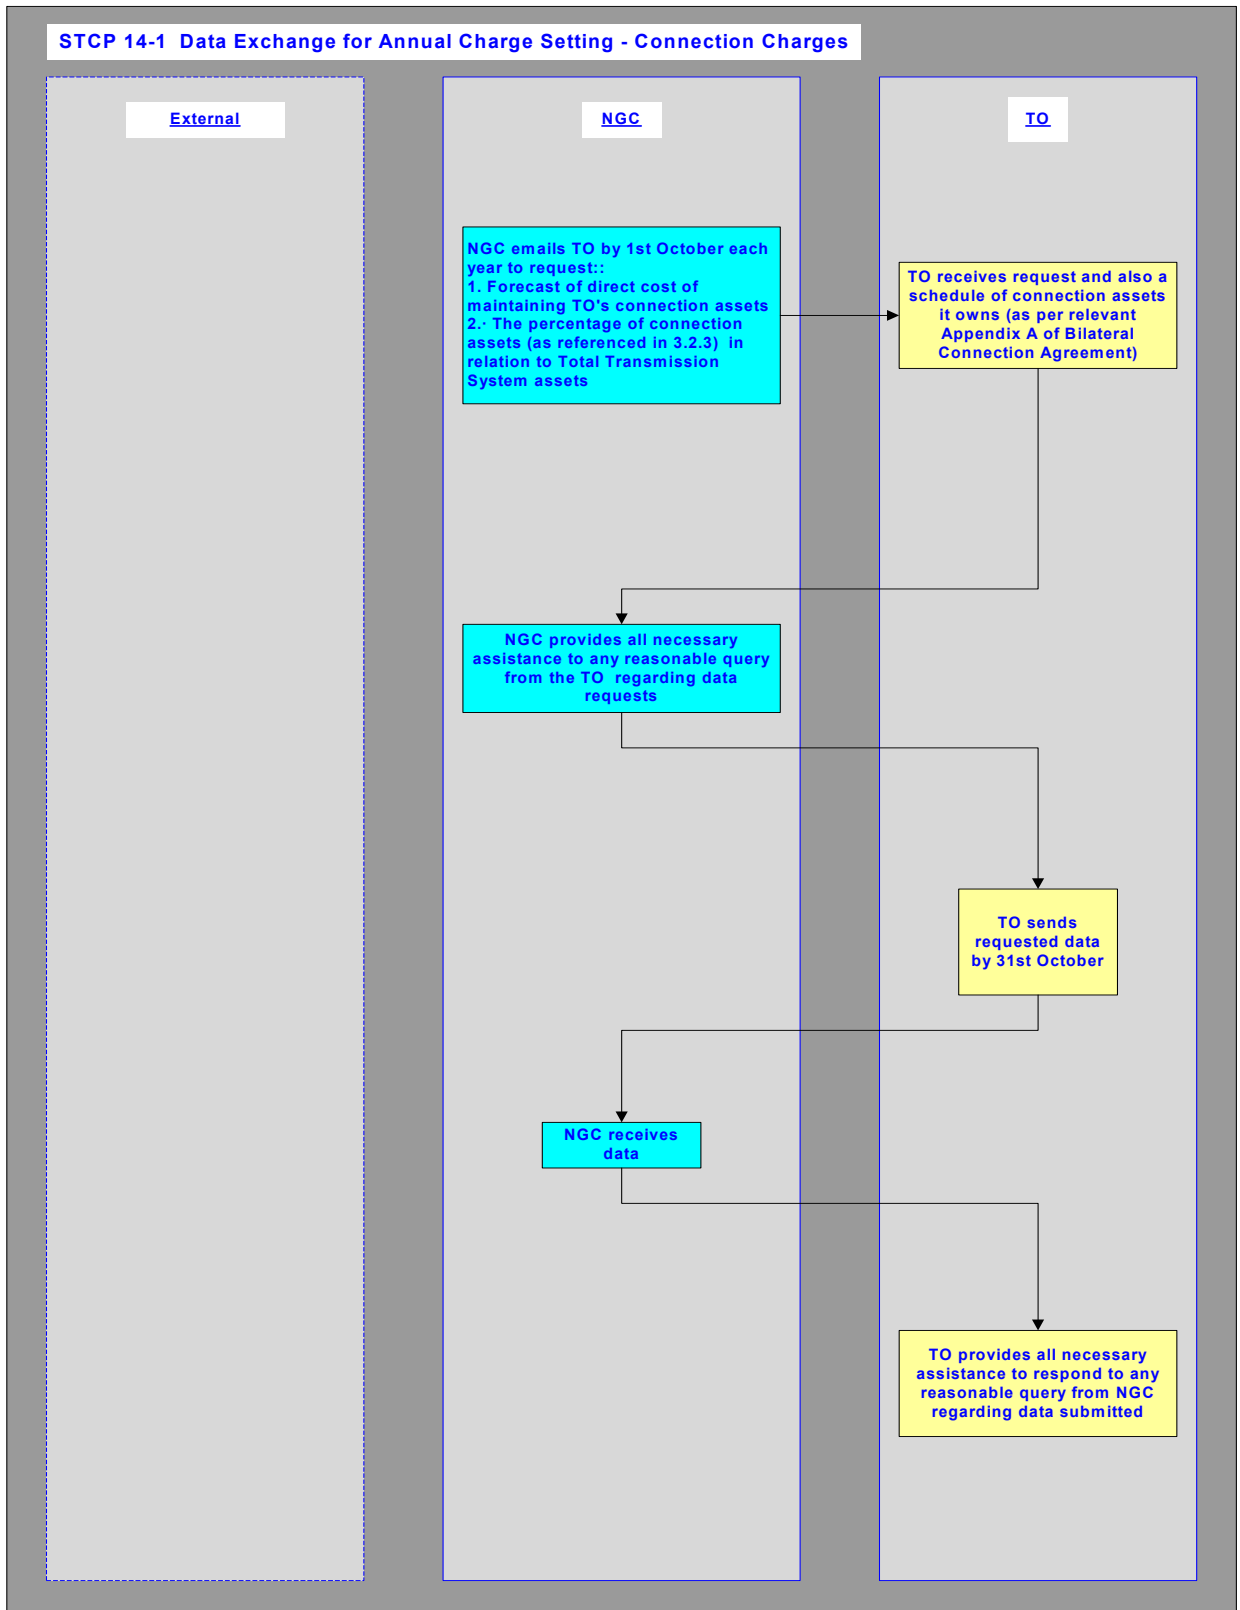 STCP 14-1 Data Exchange for Annual Charge Setting - Connection Charges
External
NGC
TO
NGC emails TO by 1st October each
year to request::
1. Forecast of direct cost of
maintaining TO's connection assets
2.· The percentage of connection
assets (as referenced in 3.2.3) in
relation to Total Transmission
System assets
TO receives request and also a
schedule of connection assets
it owns (as per relevant
Appendix A of Bilateral
Connection Agreement)
NGC provides all necessary
assistance to any reasonable query
from the TO regarding data
requests
TO sends
requested data
by 31st October
NGC receives
data
TO provides all necessary
assistance to respond to any
reasonable query from NGC
regarding data submitted